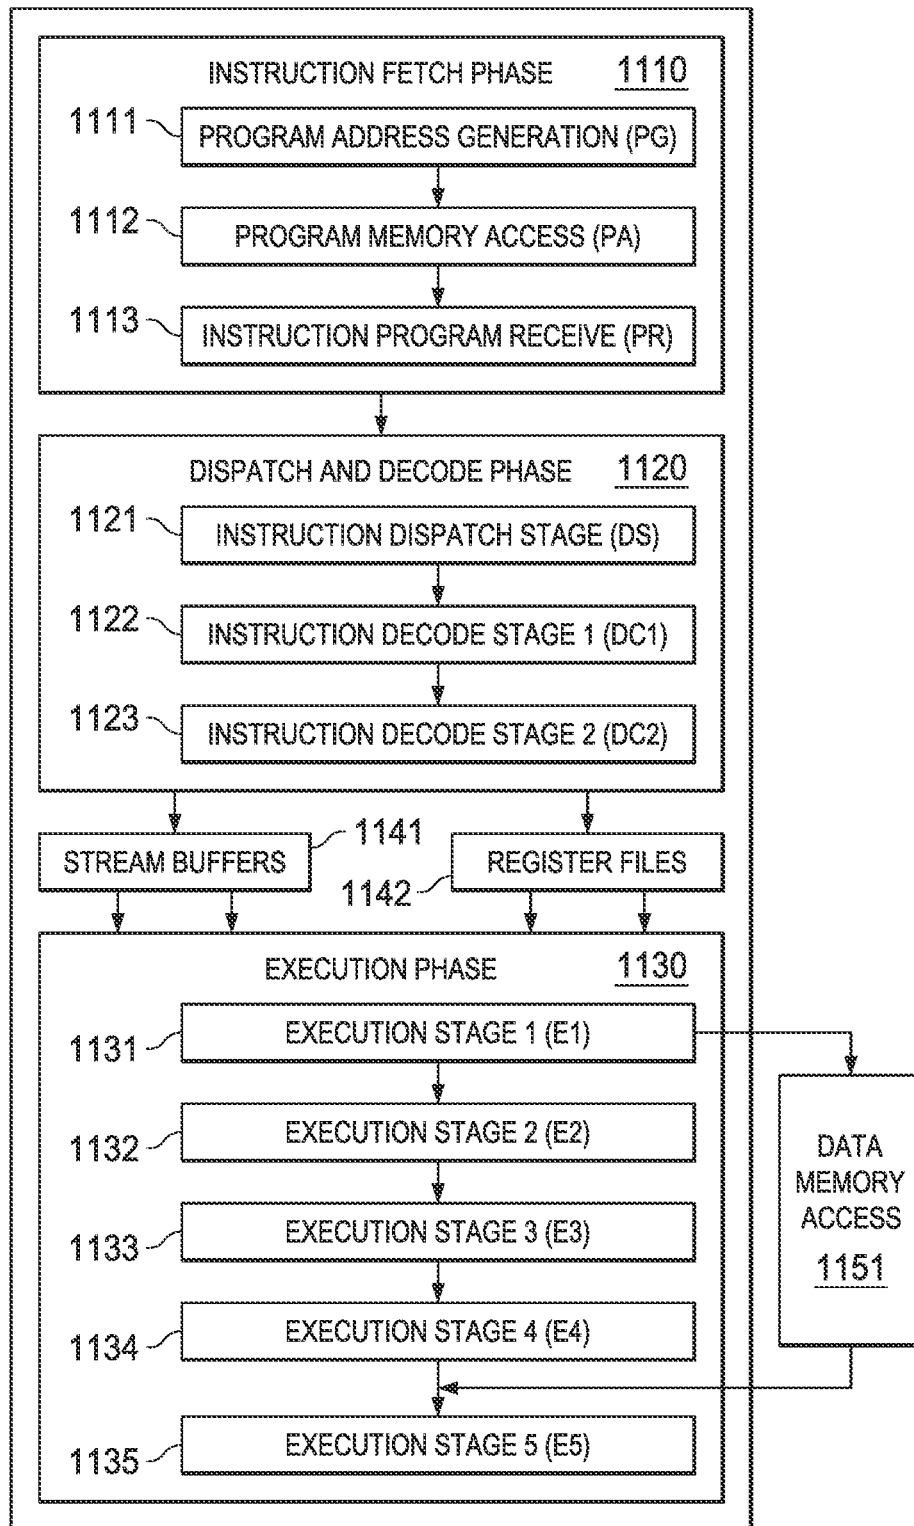 INSTRUCTION FETCH PHASE 1110
1111 PROGRAM ADDRESS GENERATION (PG)
1112 PROGRAM MEMORY ACCESS (PA)
1113 INSTRUCTION PROGRAM RECEIVE (PR)
DISPATCH AND DECODE PHASE 1120
1121 INSTRUCTION DISPATCH STAGE (DS)
1122 INSTRUCTION DECODE STAGE 1 (DC1)
1123 INSTRUCTION DECODE STAGE 2 (DC2)
STREAM BUFFERS 1141
1142 REGISTER FILES
EXECUTION PHASE 1130
1131 EXECUTION STAGE 1 (E1)
1132 EXECUTION STAGE 2 (E2)
1133 EXECUTION STAGE 3 (E3)
1134 EXECUTION STAGE 4 (E4)
1135 EXECUTION STAGE 5 (E5)
DATA
MEMORY
ACCESS
1151